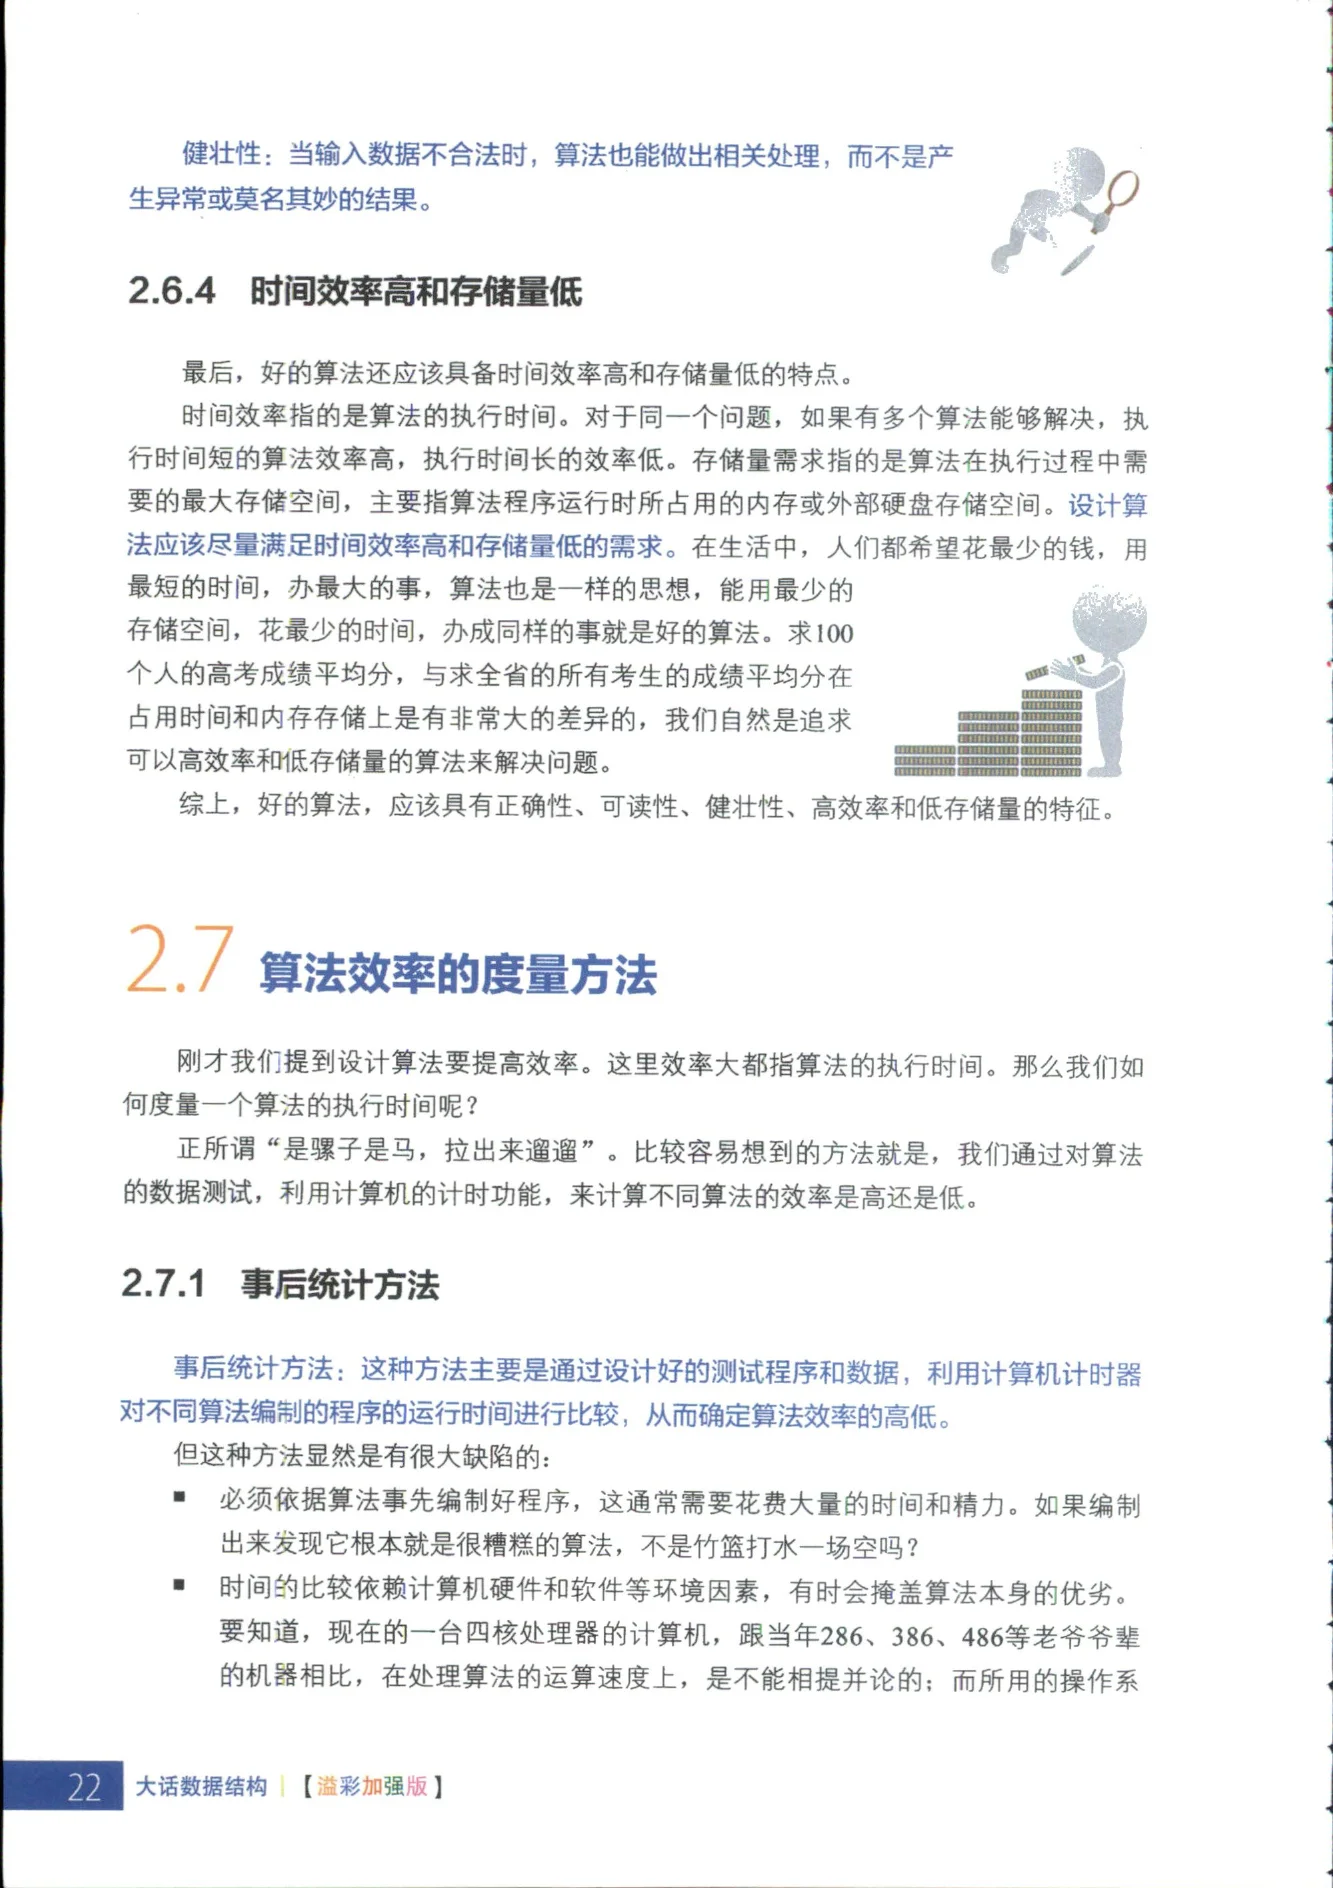 健壮性：当输入数据不合法时，算法也能做出相关处理，而不是产
生异常或莫名其妙的结果。
2.6.4 时间效率高和存储量低
最后，好的算法还应该具备时间效率高和存储量低的特点。
时间效率指的是算法的执行时间。对于同一个问题，如果有多个算法能够解决，执
行时间短的算法效率高，执行时间长的效率低。存储量需求指的是算法在执行过程中需
要的最大存储空间，主要指算法程序运行时所占用的内存或外部硬盘存储空间。设计算
法应该尽量满足时间效率高和存储量低的需求。在生活中，人们都希望花最少的钱，用
最短的时间，办最大的事，算法也是一样的思想，能用最少的
存储空间，花最少的时间，办成同样的事就是好的算法。求100
个人的高考成绩平均分，与求全省的所有考生的成绩平均分在
占用时间和内存存储上是有非常大的差异的，我们自然是追求
可以高效率和低存储量的算法来解决问题。
综上，好的算法，应该具有正确性、可读性、健壮性、高效率和低存储量的特征。
2.7 算法效率的度量方法
刚才我们提到设计算法要提高效率。这里效率大都指算法的执行时间。那么我们如
何度量一个算法的执行时间呢？
正所谓“是骡子是马，拉出来遛遛”。比较容易想到的方法就是，我们通过对算法
的数据测试，利用计算机的计时功能，来计算不同算法的效率是高还是低。
2.7.1 事后统计方法
事后统计方法：这种方法主要是通过设计好的测试程序和数据，利用计算机计时器
对不同算法编制的程序的运行时间进行比较，从而确定算法效率的高低。
但这种方法显然是有很大缺陷的：
■ 必须依据算法事先编制好程序，这通常需要花费大量的时间和精力。如果编制
出来发现它根本就是很糟糕的算法，不是竹篮打水一场空吗？
■ 时间的比较依赖计算机硬件和软件等环境因素，有时会掩盖算法本身的优劣。
要知道，现在的一台四核处理器的计算机，跟当年286、386、486等老爷爷辈
的机器相比，在处理算法的运算速度上，是不能相提并论的；而所用的操作系
22 大话数据结构 | 【溢彩加强版】